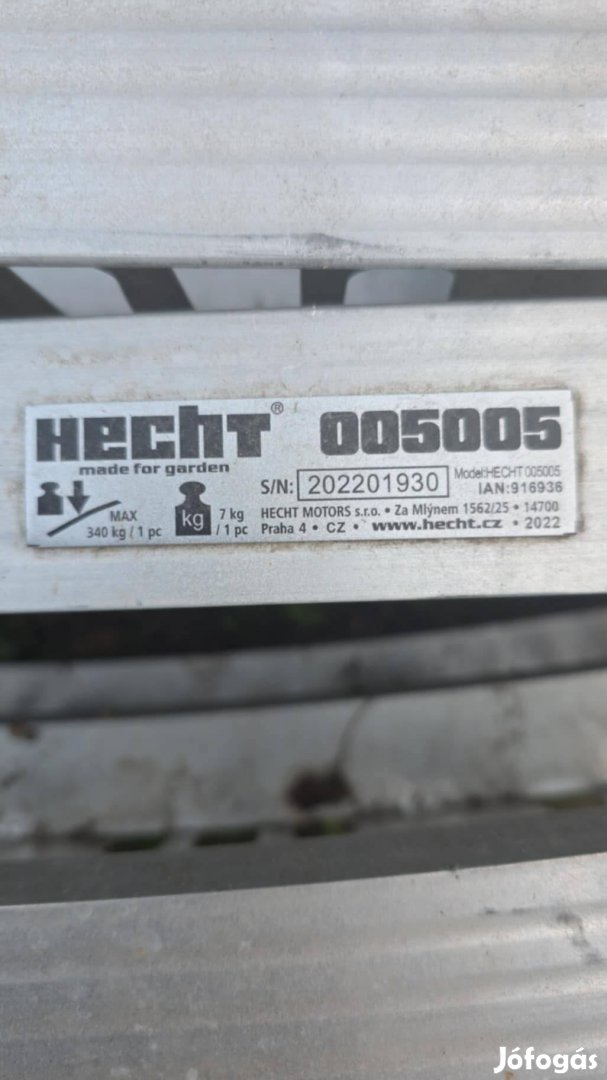 HECHT® 005005
made for garden
S/N: 202201930 Model:HECHT 005005
IAN:916936
MAX
340 kg / 1 pc
kg 7 kg
/ 1 pc
HECHT MOTORS s.r.o. • Za Mlýnem 1562/25 • 14700
Praha 4 • CZ • www.hecht.cz • 2022
Jófogás